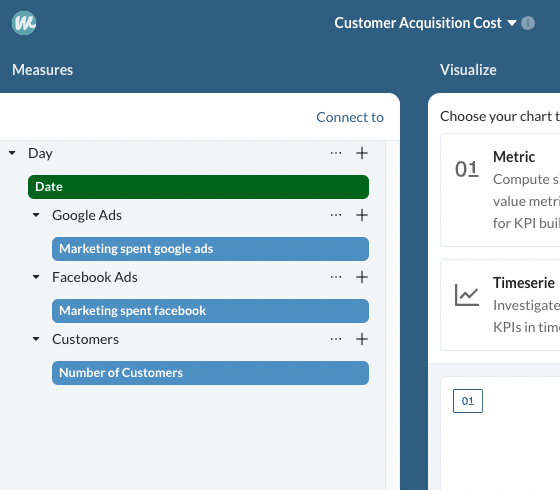 Customer Acquisition Cost
Measures
Visualize
Connect to
Choose your chart t
Day
Date
Google Ads
Marketing spent google ads
Facebook Ads
Marketing spent facebook
Customers
Number of Customers
01
Metric
Compute s
value metri
for KPI buil
Timeserie
Investigate
KPIs in time
01